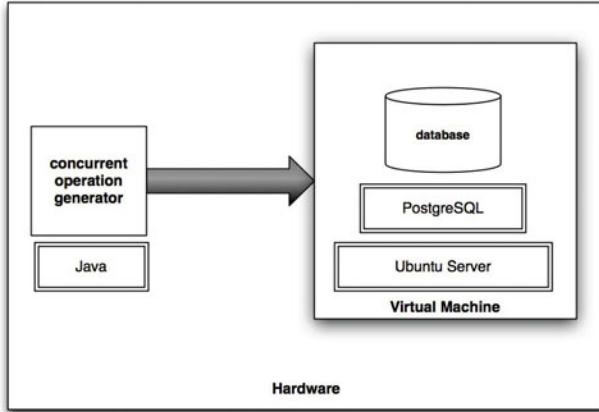 concurrent
operation
generator
Java
database
PostgreSQL
Ubuntu Server
Virtual Machine
Hardware